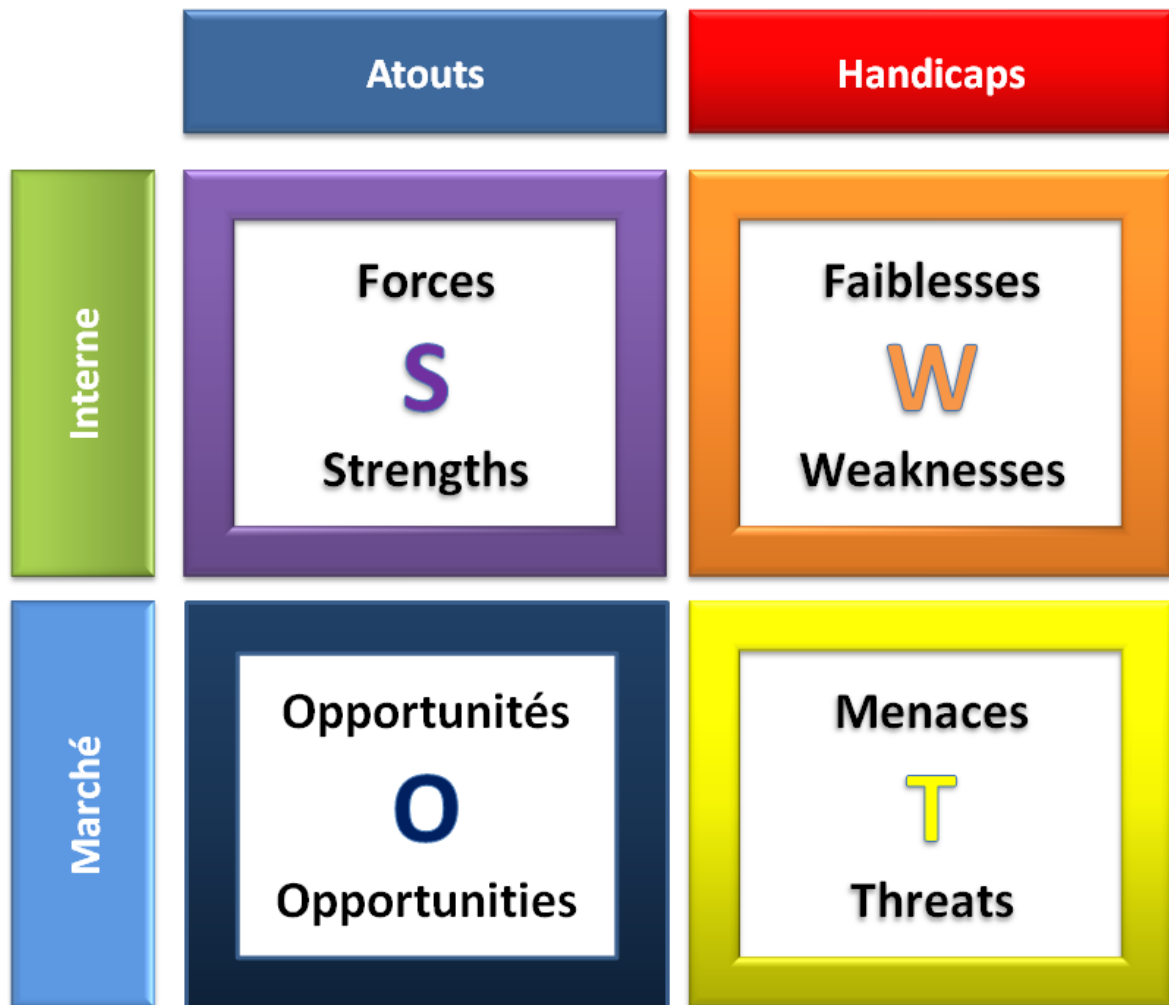 Atouts
Handicaps
Interne
Forces
S
Strengths
Faiblesses
W
Weaknesses
Marché
Opportunités
O
Opportunities
Menaces
T
Threats